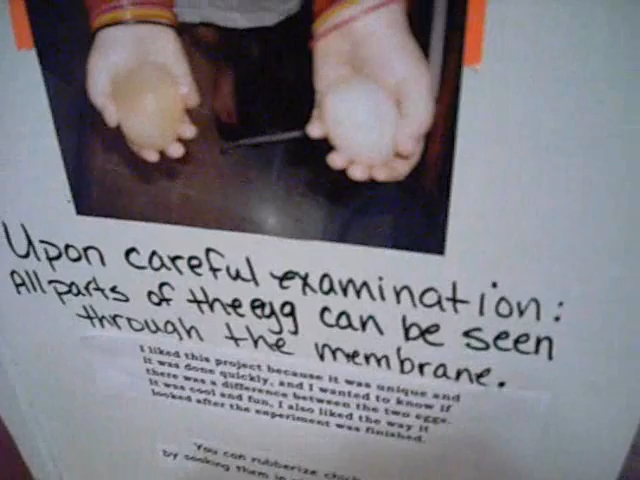 Upon careful examination:
All parts of the egg can be seen
through the membrane.
I liked this project because it was unique and
it was done quickly, and I wanted to know if
there was a difference between the two eggs.
It was cool and fun, I also liked the way it
looked after the experiment was finished.
You can rubberize
by soaking them in